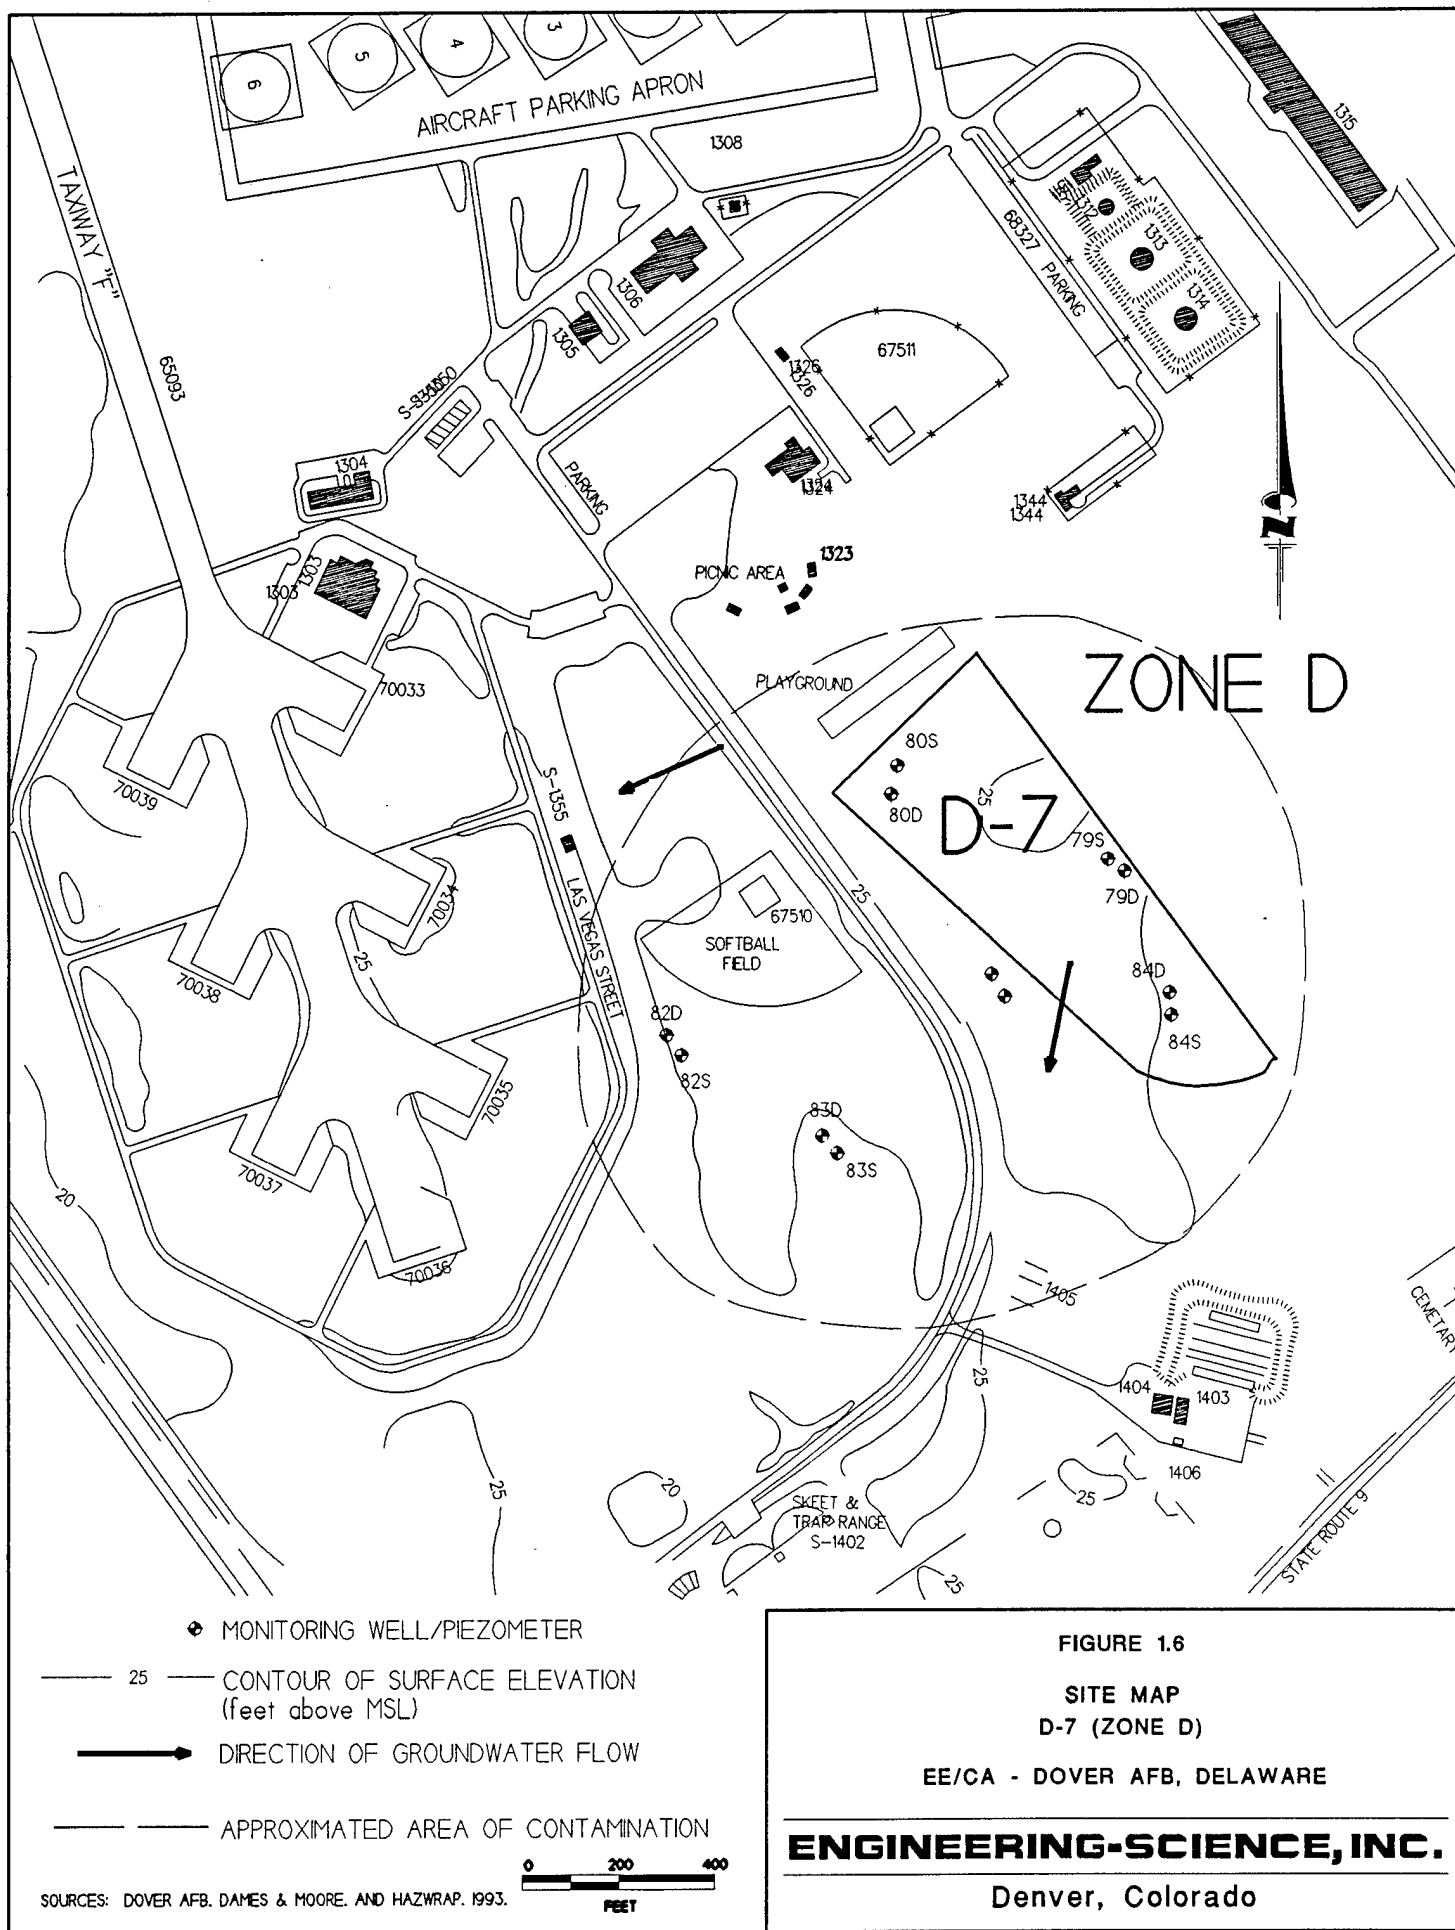 6
5
4
3
AIRCRAFT PARKING APRON
1308
1315
TAXIWAY "F"
65093
1306
1305
68327 PARKING
1312
1313
1314
67511
1326
1326
1304
PARKING
1324
1324
1344
1344
N
1303
1303
PICNIC AREA
1323
70033
PLAYGROUND
ZONE D
70039
S-1355
80S
80D
D-7
25
79S
79D
70034
25
LAS VEGAS STREET
67510
SOFTBALL
FIELD
25
70038
84D
84S
82D
82S
70035
83D
83S
70037
20
70036
1405
CEMETARY
25
1404
1403
1406
25
20
25
SKEET &
TRAP RANGE
S-1402
25
STATE ROUTE 9
MONITORING WELL/PIEZOMETER
25 CONTOUR OF SURFACE ELEVATION
(feet above MSL)
DIRECTION OF GROUNDWATER FLOW
APPROXIMATED AREA OF CONTAMINATION
0 200 400
FEET
SOURCES: DOVER AFB. DAMES & MOORE. AND HAZWRAP. 1993.
FIGURE 1.6
SITE MAP
D-7 (ZONE D)
EE/CA - DOVER AFB, DELAWARE
ENGINEERING-SCIENCE, INC.
Denver, Colorado